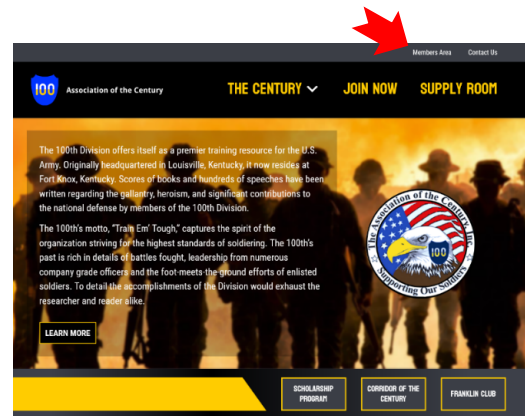 Members Area Contact Us
100 Association of the Century
THE CENTURY JOIN NOW SUPPLY ROOM
The 100th Division offers itself as a premier training resource for the U.S.
Army. Originally headquartered in Louisville, Kentucky, it now resides at
Fort Knox, Kentucky. Scores of books and hundreds of speeches have been
written regarding the gallantry, heroism, and significant contributions to
the national defense by members of the 100th Division.
The 100th's motto, "Train Em' Tough," captures the spirit of the
organization striving for the highest standards of soldiering. The 100th's
past is rich in details of battles fought, leadership from numerous
company grade officers and the foot-meets-the-ground efforts of enlisted
soldiers. To detail the accomplishments of the Division would exhaust the
researcher and reader alike.
LEARN MORE
The Association of the Century, Inc.
100
Supporting Our Soldiers
SCHOLARSHIP
PROGRAM
CORRIDOR OF THE
CENTURY
FRANKLIN CLUB